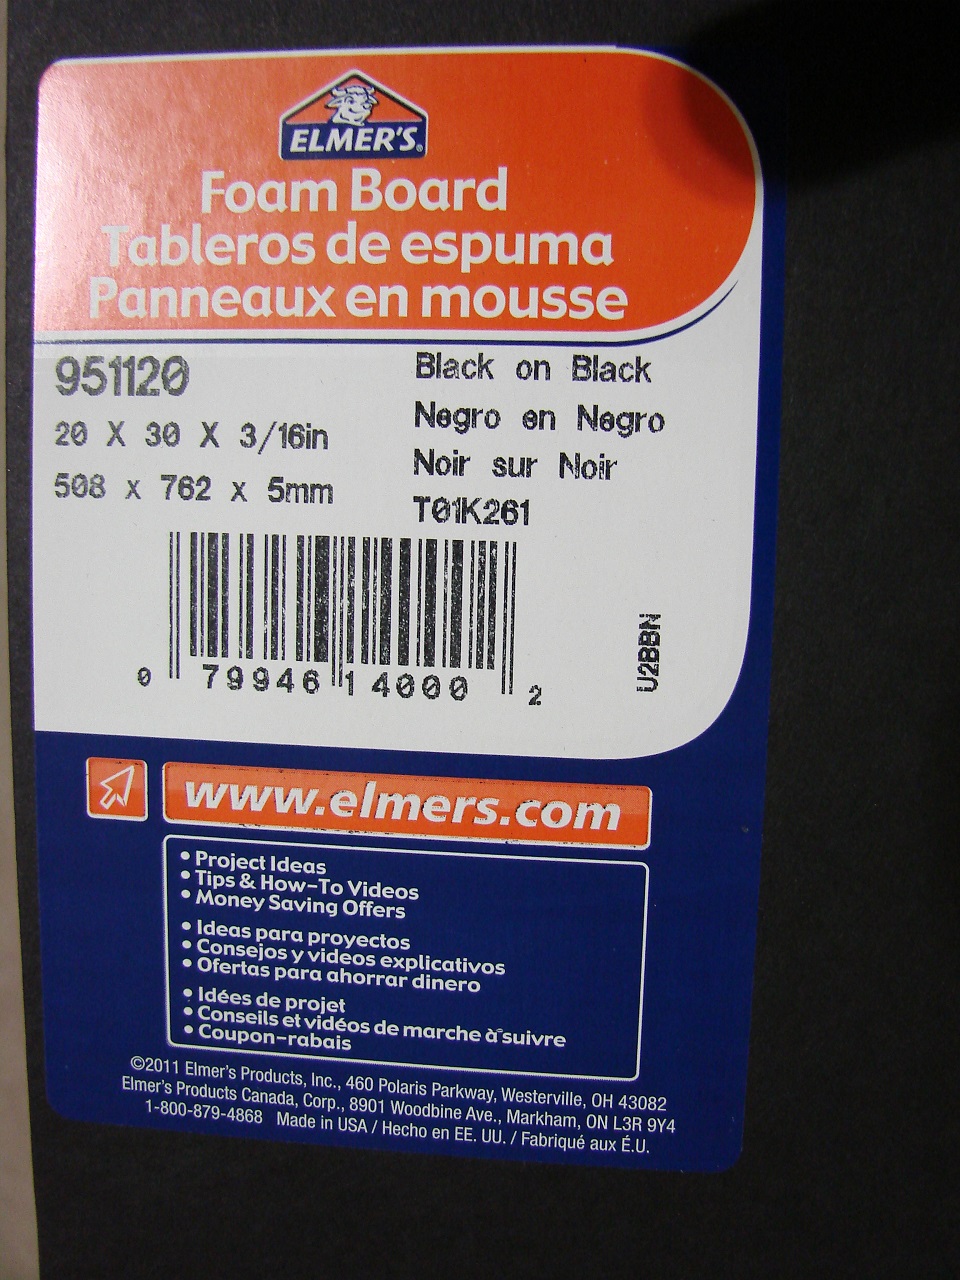 ELMER'S®
Foam Board
Tableros de espuma
Panneaux en mousse
951120
20 X 30 X 3/16in
508 x 762 x 5mm
Black on Black
Negro en Negro
Noir sur Noir
T01K261
0 79946 14000 2
U2BBN
www.elmers.com
• Project Ideas
• Tips & How-To Videos
• Money Saving Offers
• Ideas para proyectos
• Consejos y videos explicativos
• Ofertas para ahorrar dinero
• Idées de projet
• Conseils et vidéos de marche à suivre
• Coupon-rabais
©2011 Elmer's Products, Inc., 460 Polaris Parkway, Westerville, OH 43082
Elmer's Products Canada, Corp., 8901 Woodbine Ave., Markham, ON L3R 9Y4
1-800-879-4868 Made in USA / Hecho en EE. UU. / Fabriqué aux É.U.